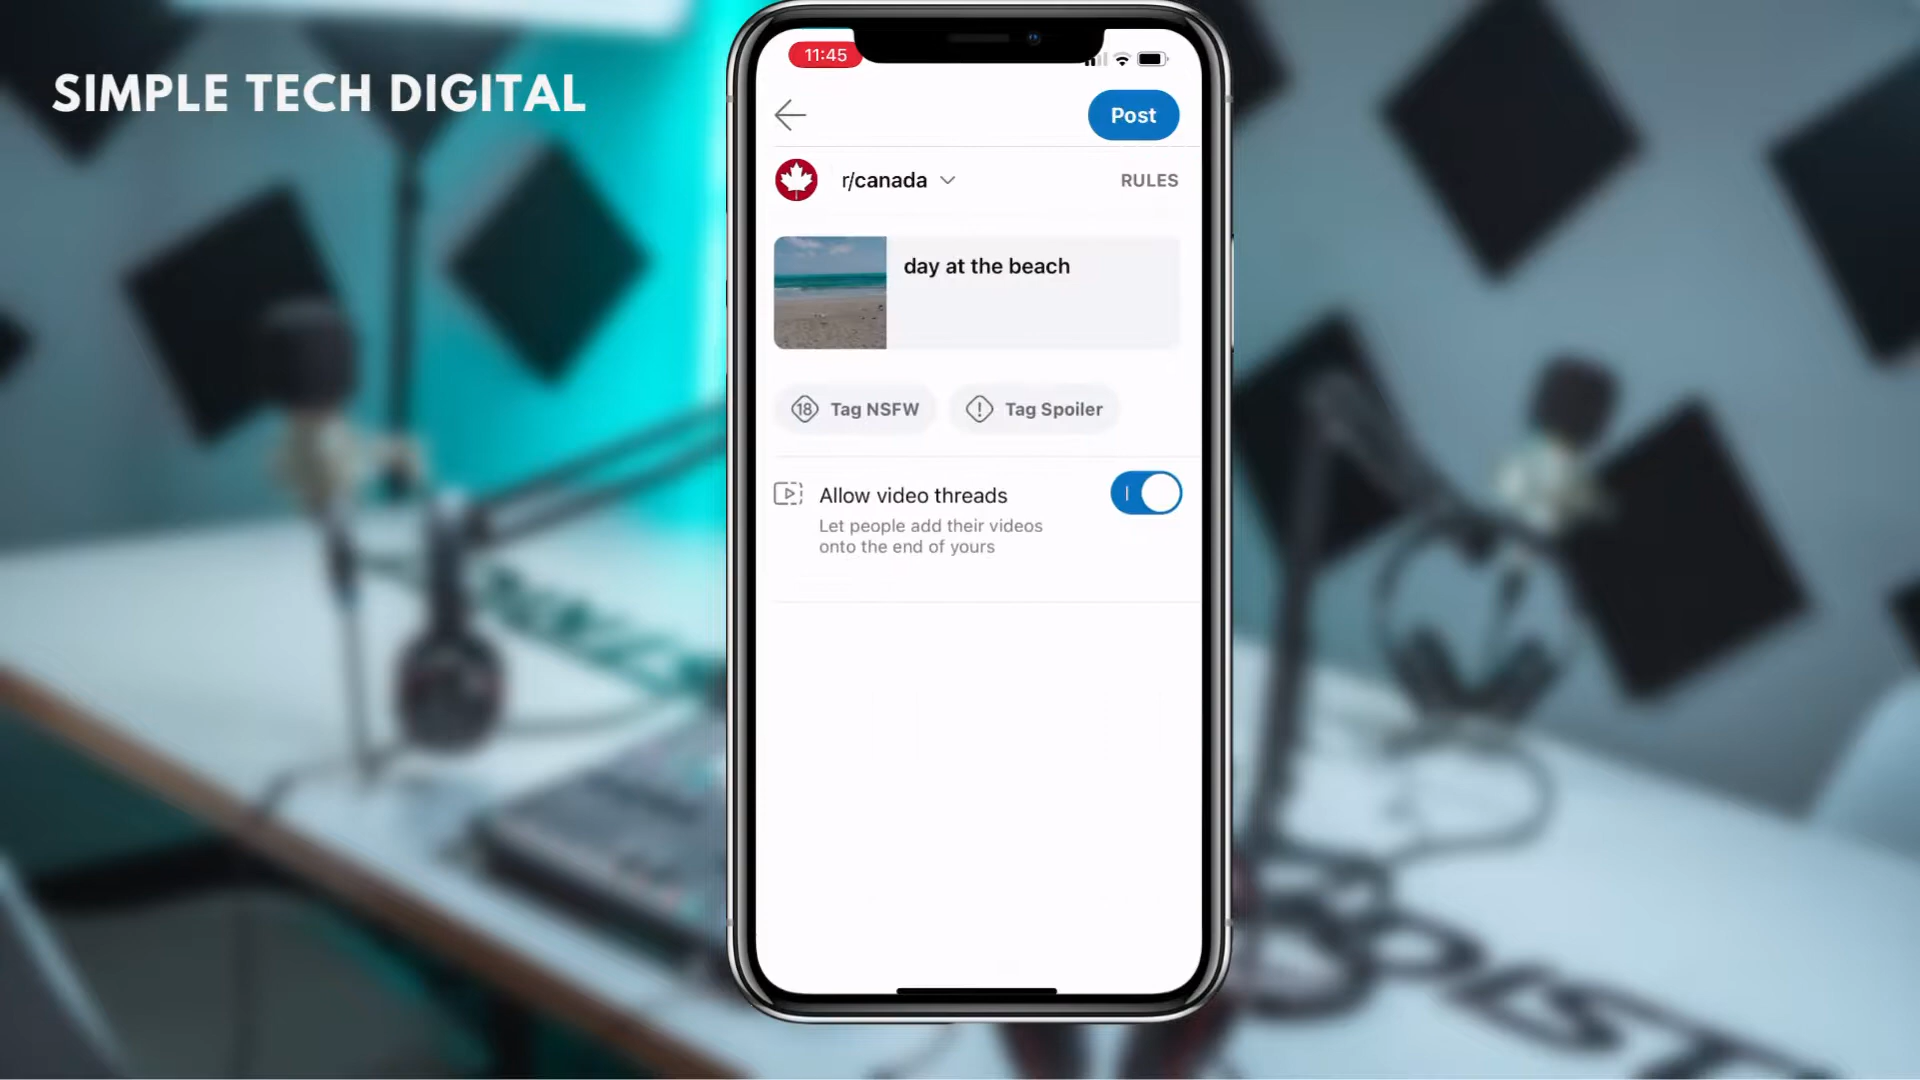 SIMPLE TECH DIGITAL
11:45
Post
r/canada
RULES
day at the beach
18 Tag NSFW
! Tag Spoiler
Allow video threads
Let people add their videos
onto the end of yours